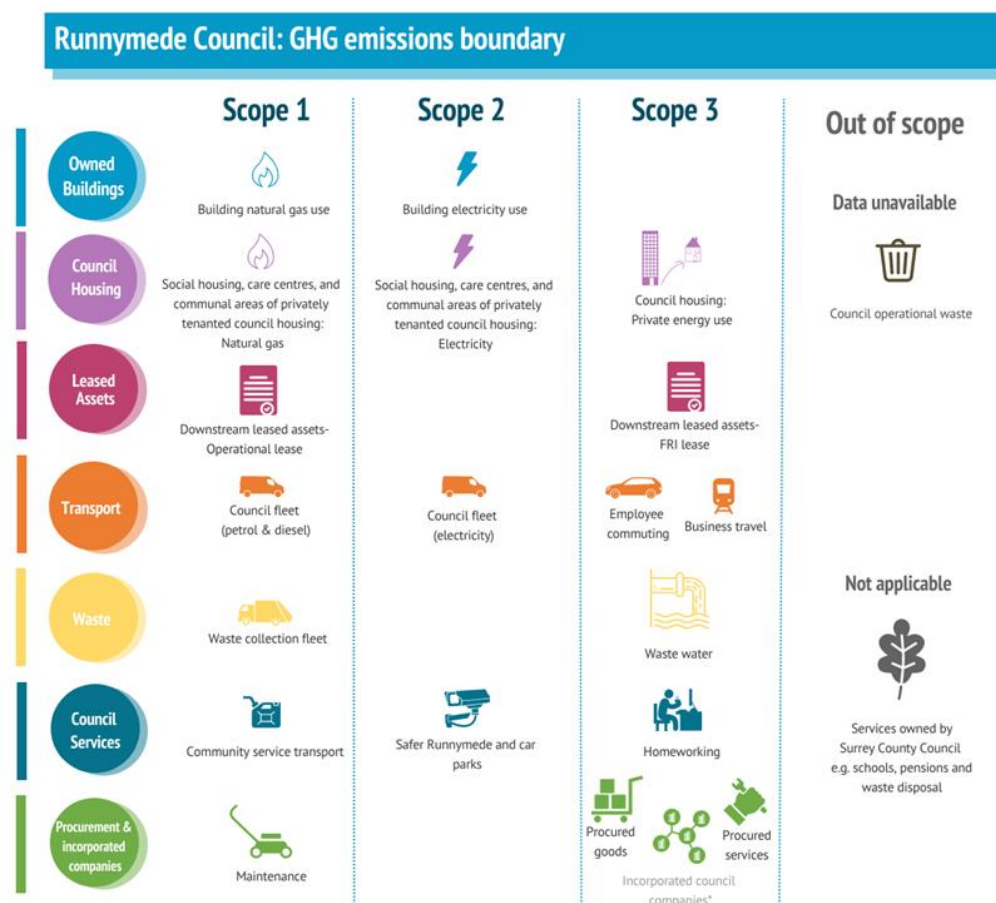 Runnymede Council: GHG emissions boundary
Scope 1
Scope 2
Scope 3
Out of scope
Owned
Buildings
Building natural gas use
Building electricity use
Data unavailable
Council
Housing
Social housing, care centres, and
communal areas of privately
tenanted council housing:
Natural gas
Social housing, care centres, and
communal areas of privately
tenanted council housing:
Electricity
Council housing:
Private energy use
Council operational waste
Leased
Assets
Downstream leased assets-
Operational lease
Downstream leased assets-
FRI lease
Transport
Council fleet
(petrol & diesel)
Council fleet
(electricity)
Employee
commuting
Business travel
Not applicable
Waste
Waste collection fleet
Waste water
Council
Services
Community service transport
Safer Runnymede and car
parks
Homeworking
Services owned by
Surrey County Council
e.g. schools, pensions and
waste disposal
Procurement &
incorporated
companies
Maintenance
Procured
goods
Procured
services
Incorporated council
companies*